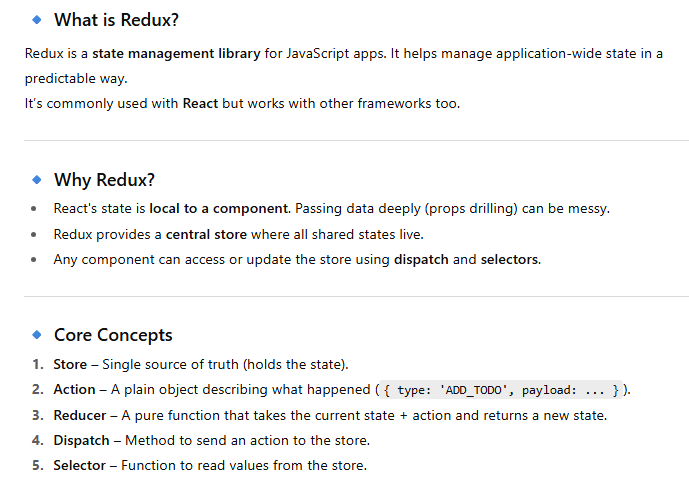 What is Redux?
Redux is a state management library for JavaScript apps. It helps manage application-wide state in a
predictable way.
It's commonly used with React but works with other frameworks too.
Why Redux?
• React's state is local to a component. Passing data deeply (props drilling) can be messy.
• Redux provides a central store where all shared states live.
• Any component can access or update the store using dispatch and selectors.
Core Concepts
1. Store – Single source of truth (holds the state).
2. Action – A plain object describing what happened ( { type: 'ADD_TODO', payload: ... } ).
3. Reducer – A pure function that takes the current state + action and returns a new state.
4. Dispatch – Method to send an action to the store.
5. Selector – Function to read values from the store.